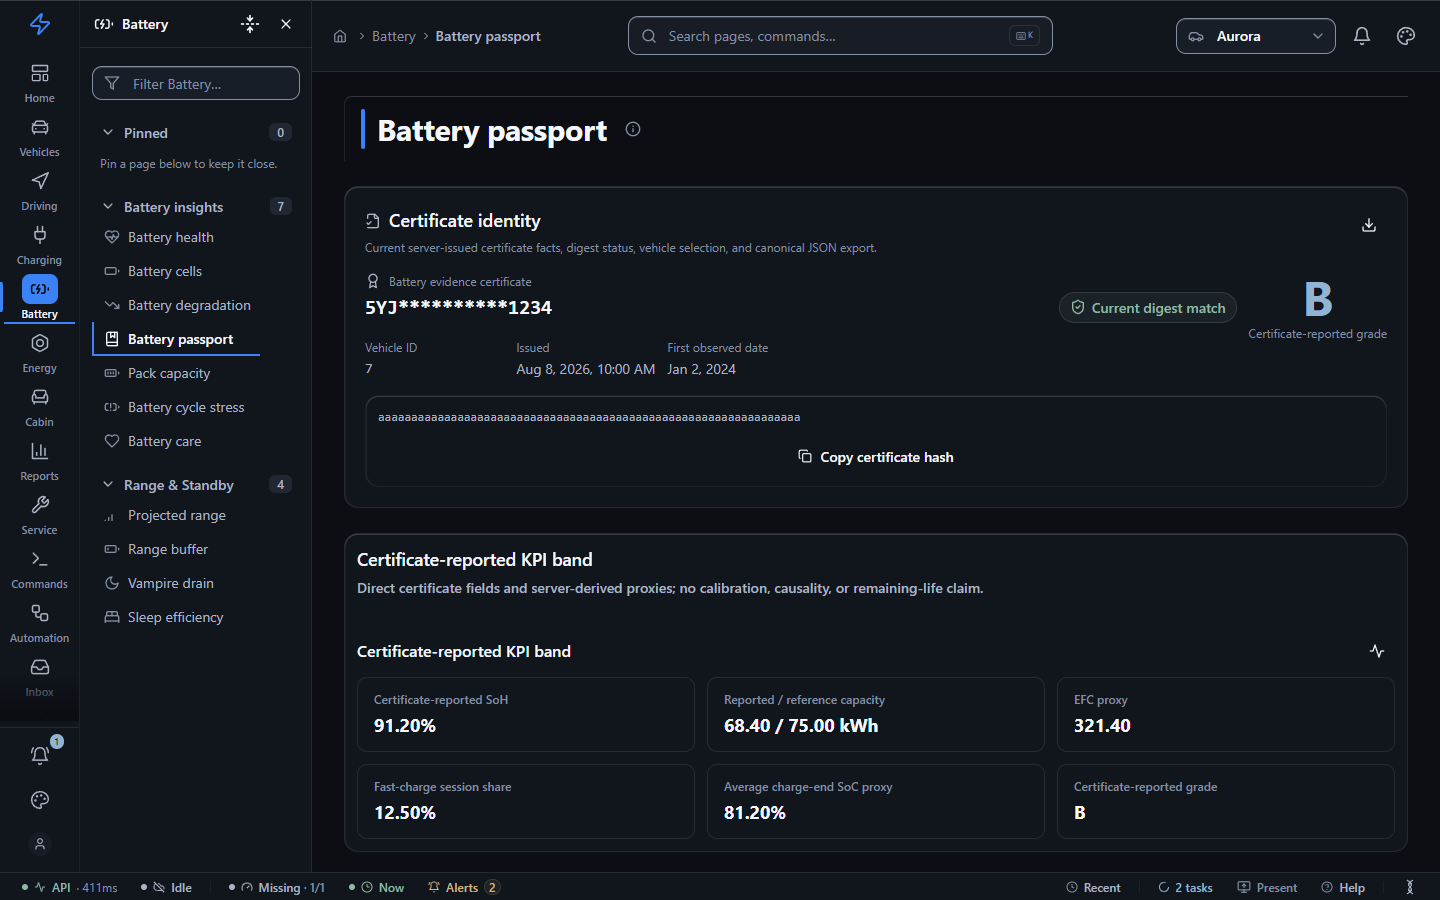 Battery
Battery
Battery passport
Search pages, commands...
K
Aurora
Home
Vehicles
Driving
Charging
Battery
Energy
Cabin
Reports
Service
Commands
Automation
Inbox
1
Filter Battery...
Pinned 0
Pin a page below to keep it close.
Battery insights 7
Battery health
Battery cells
Battery degradation
Battery passport
Pack capacity
Battery cycle stress
Battery care
Range & Standby 4
Projected range
Range buffer
Vampire drain
Sleep efficiency
Battery passport
Certificate identity
Current server-issued certificate facts, digest status, vehicle selection, and canonical JSON export.
Battery evidence certificate
5YJ**********1234
Current digest match
B
Certificate-reported grade
Vehicle ID
7
Issued
Aug 8, 2026, 10:00 AM
First observed date
Jan 2, 2024
aaaaaaaaaaaaaaaaaaaaaaaaaaaaaaaaaaaaaaaaaaaaaaaaaaaaaaaaaaaaaaaa
Copy certificate hash
Certificate-reported KPI band
Direct certificate fields and server-derived proxies; no calibration, causality, or remaining-life claim.
Certificate-reported KPI band
Certificate-reported SoH
91.20%
Reported / reference capacity
68.40 / 75.00 kWh
EFC proxy
321.40
Fast-charge session share
12.50%
Average charge-end SoC proxy
81.20%
Certificate-reported grade
B
API · 411ms
Idle
Missing · 1/1
Now
Alerts 2
Recent
2 tasks
Present
Help